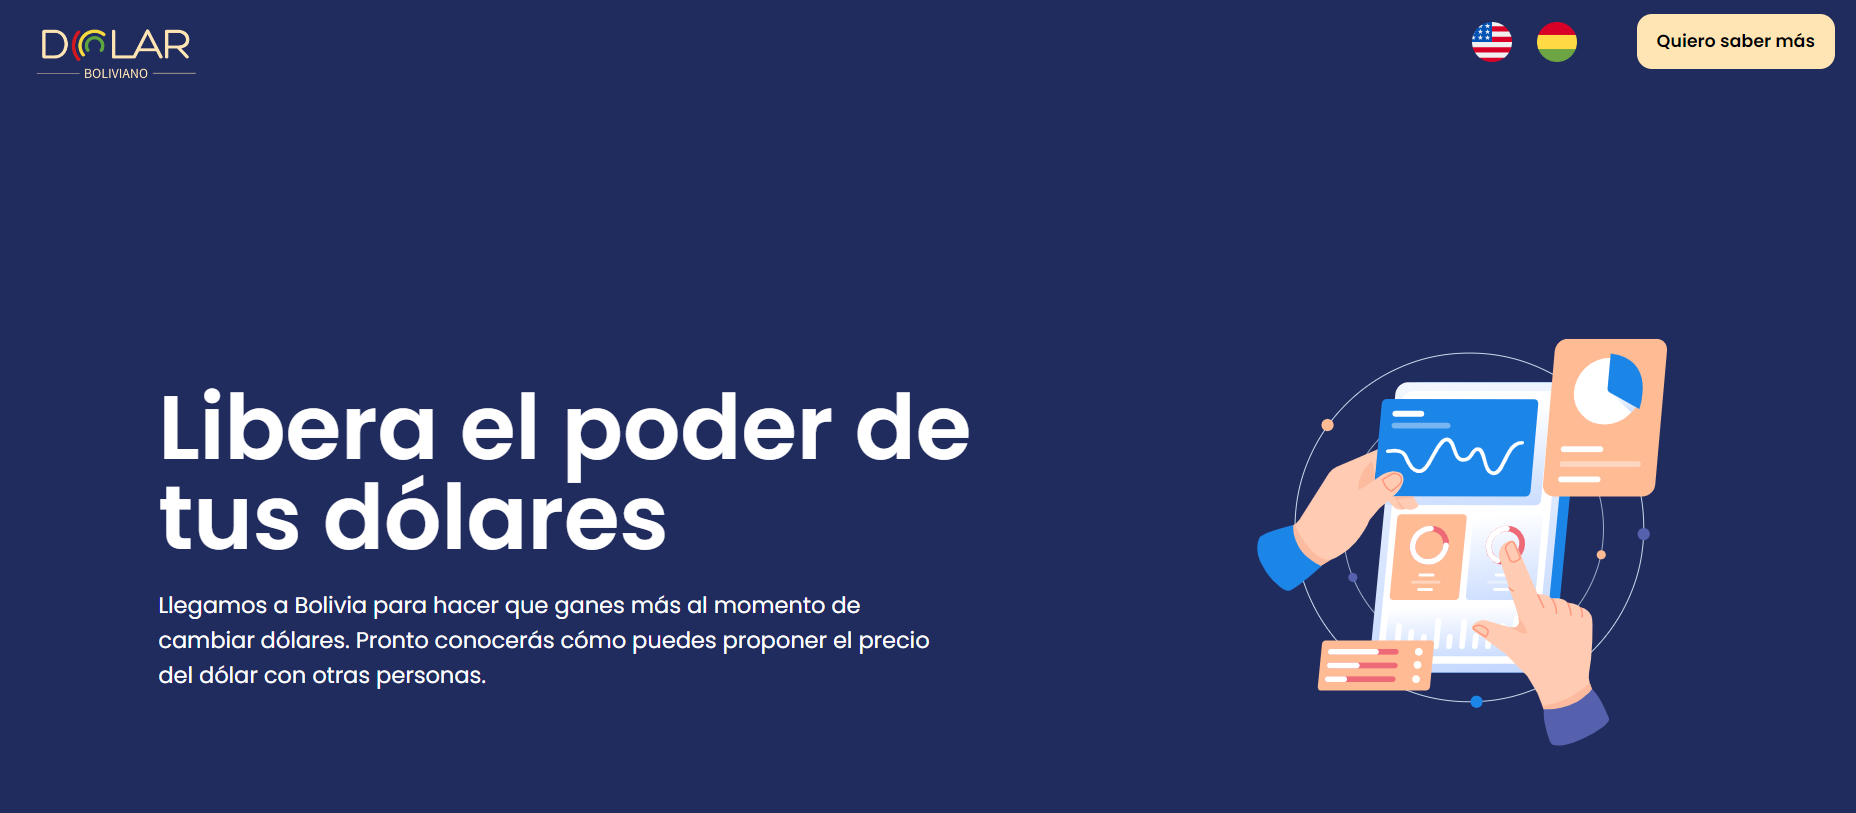 DOLAR
BOLIVIANO
Quiero saber más
Libera el poder de
tus dólares
Llegamos a Bolivia para hacer que ganes más al momento de
cambiar dólares. Pronto conocerás cómo puedes proponer el precio
del dólar con otras personas.